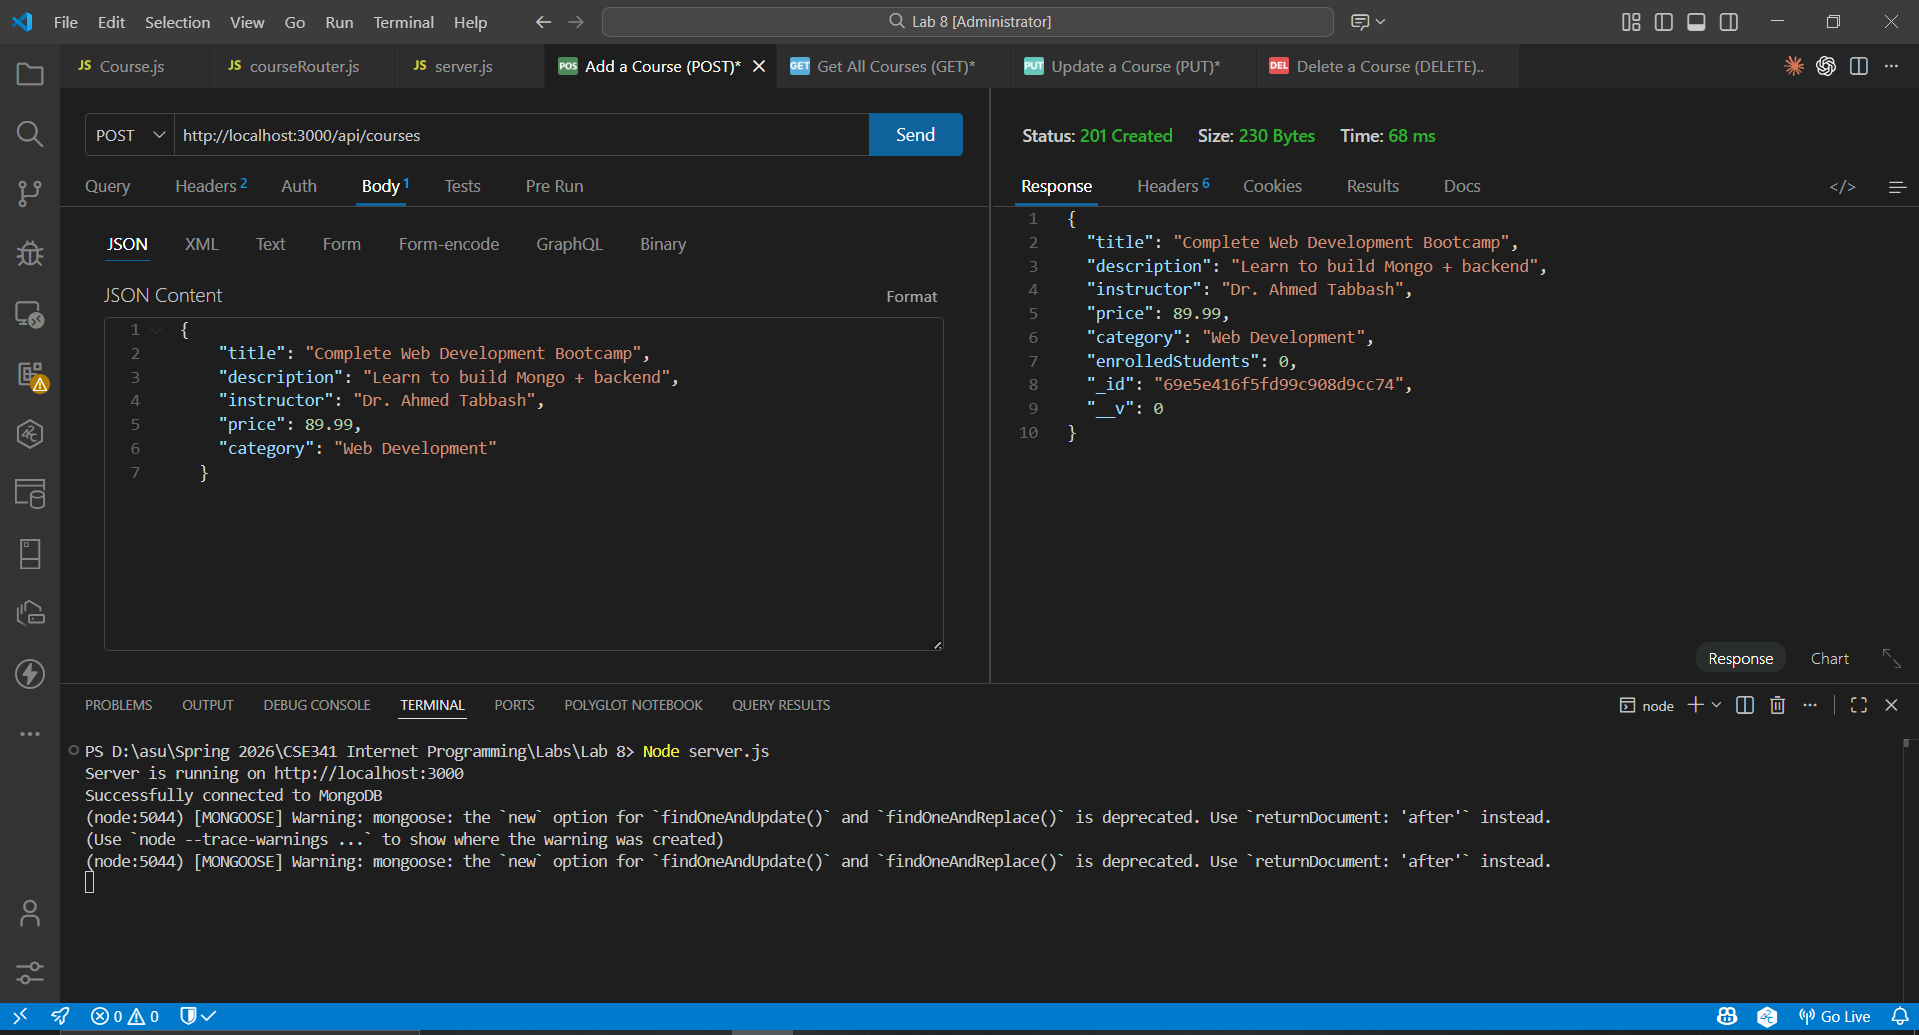 File Edit Selection View Go Run Terminal Help
Lab 8 [Administrator]
JS Course.js
JS courseRouter.js
JS server.js
POS Add a Course (POST)*
GET Get All Courses (GET)*
PUT Update a Course (PUT)*
DEL Delete a Course (DELETE)..
POST http://localhost:3000/api/courses Send
Query Headers 2 Auth Body 1 Tests Pre Run
JSON XML Text Form Form-encode GraphQL Binary
JSON Content Format
1 {
2 "title": "Complete Web Development Bootcamp",
3 "description": "Learn to build Mongo + backend",
4 "instructor": "Dr. Ahmed Tabbash",
5 "price": 89.99,
6 "category": "Web Development"
7 }
Status: 201 Created Size: 230 Bytes Time: 68 ms
Response Headers 6 Cookies Results Docs
1 {
2 "title": "Complete Web Development Bootcamp",
3 "description": "Learn to build Mongo + backend",
4 "instructor": "Dr. Ahmed Tabbash",
5 "price": 89.99,
6 "category": "Web Development",
7 "enrolledStudents": 0,
8 "_id": "69e5e416f5fd99c908d9cc74",
9 "__v": 0
10 }
Response Chart
PROBLEMS OUTPUT DEBUG CONSOLE TERMINAL PORTS POLYGLOT NOTEBOOK QUERY RESULTS
node
PS D:\asu\Spring 2026\CSE341 Internet Programming\Labs\Lab 8> Node server.js
Server is running on http://localhost:3000
Successfully connected to MongoDB
(node:5044) [MONGOOSE] Warning: mongoose: the `new` option for `findOneAndUpdate()` and `findOneAndReplace()` is deprecated. Use `returnDocument: 'after'` instead.
(Use `node --trace-warnings ...` to show where the warning was created)
(node:5044) [MONGOOSE] Warning: mongoose: the `new` option for `findOneAndUpdate()` and `findOneAndReplace()` is deprecated. Use `returnDocument: 'after'` instead.
0 0
Go Live